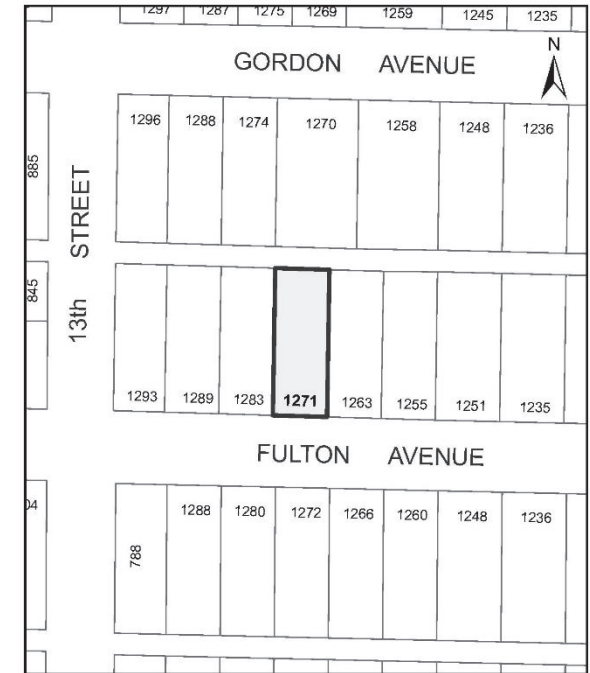 1297 1287 1275 1269 1259 1245 1235
GORDON AVENUE
N
1296 1288 1274 1270 1258 1248 1236
885
13th STREET
845
1293 1289 1283 1271 1263 1255 1251 1235
FULTON AVENUE
04
1288 1280 1272 1266 1260 1248 1236
788